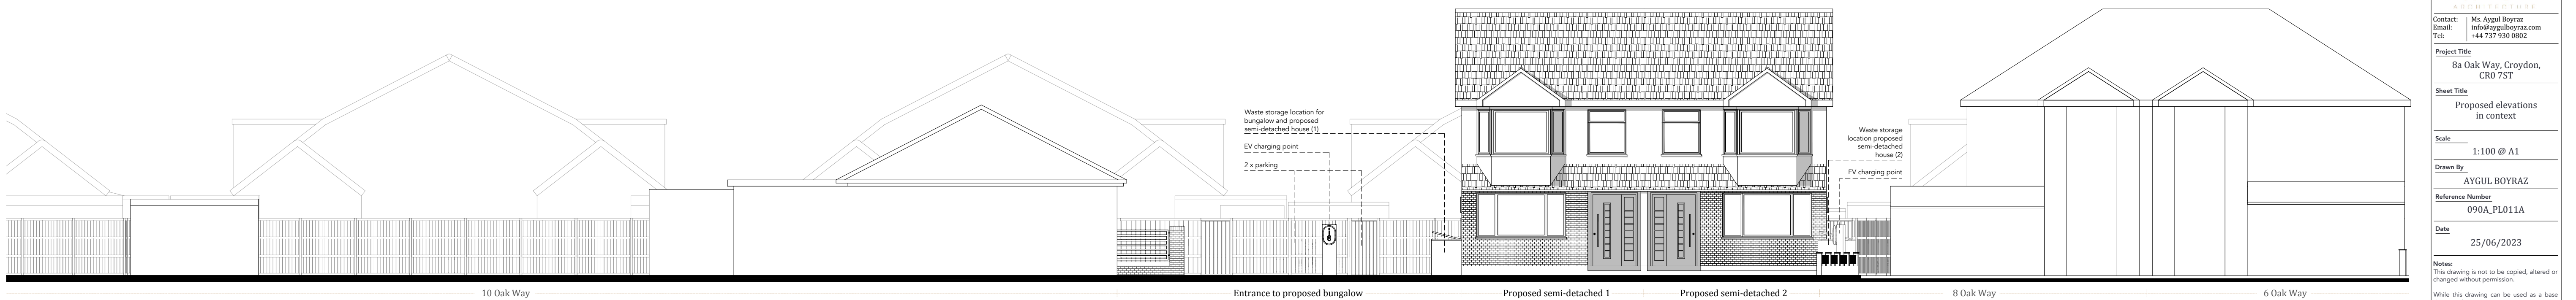 Waste storage location for
bungalow and proposed
semi-detached house (1)
EV charging point
2 x parking
Waste storage
location proposed
semi-detached
house (2)
EV charging point
10 Oak Way
Entrance to proposed bungalow
Proposed semi-detached 1
Proposed semi-detached 2
8 Oak Way
6 Oak Way
ARCHITECTURE
Contact: Ms. Aygul Boyraz
Email: info@aygulboyraz.com
Tel: +44 737 930 0802
Project Title
8a Oak Way, Croydon,
CR0 7ST
Sheet Title
Proposed elevations
in context
Scale
1:100 @ A1
Drawn By
AYGUL BOYRAZ
Reference Number
090A_PL011A
Date
25/06/2023
Notes:
This drawing is not to be copied, altered or
changed without permission.
While this drawing can be used as a base